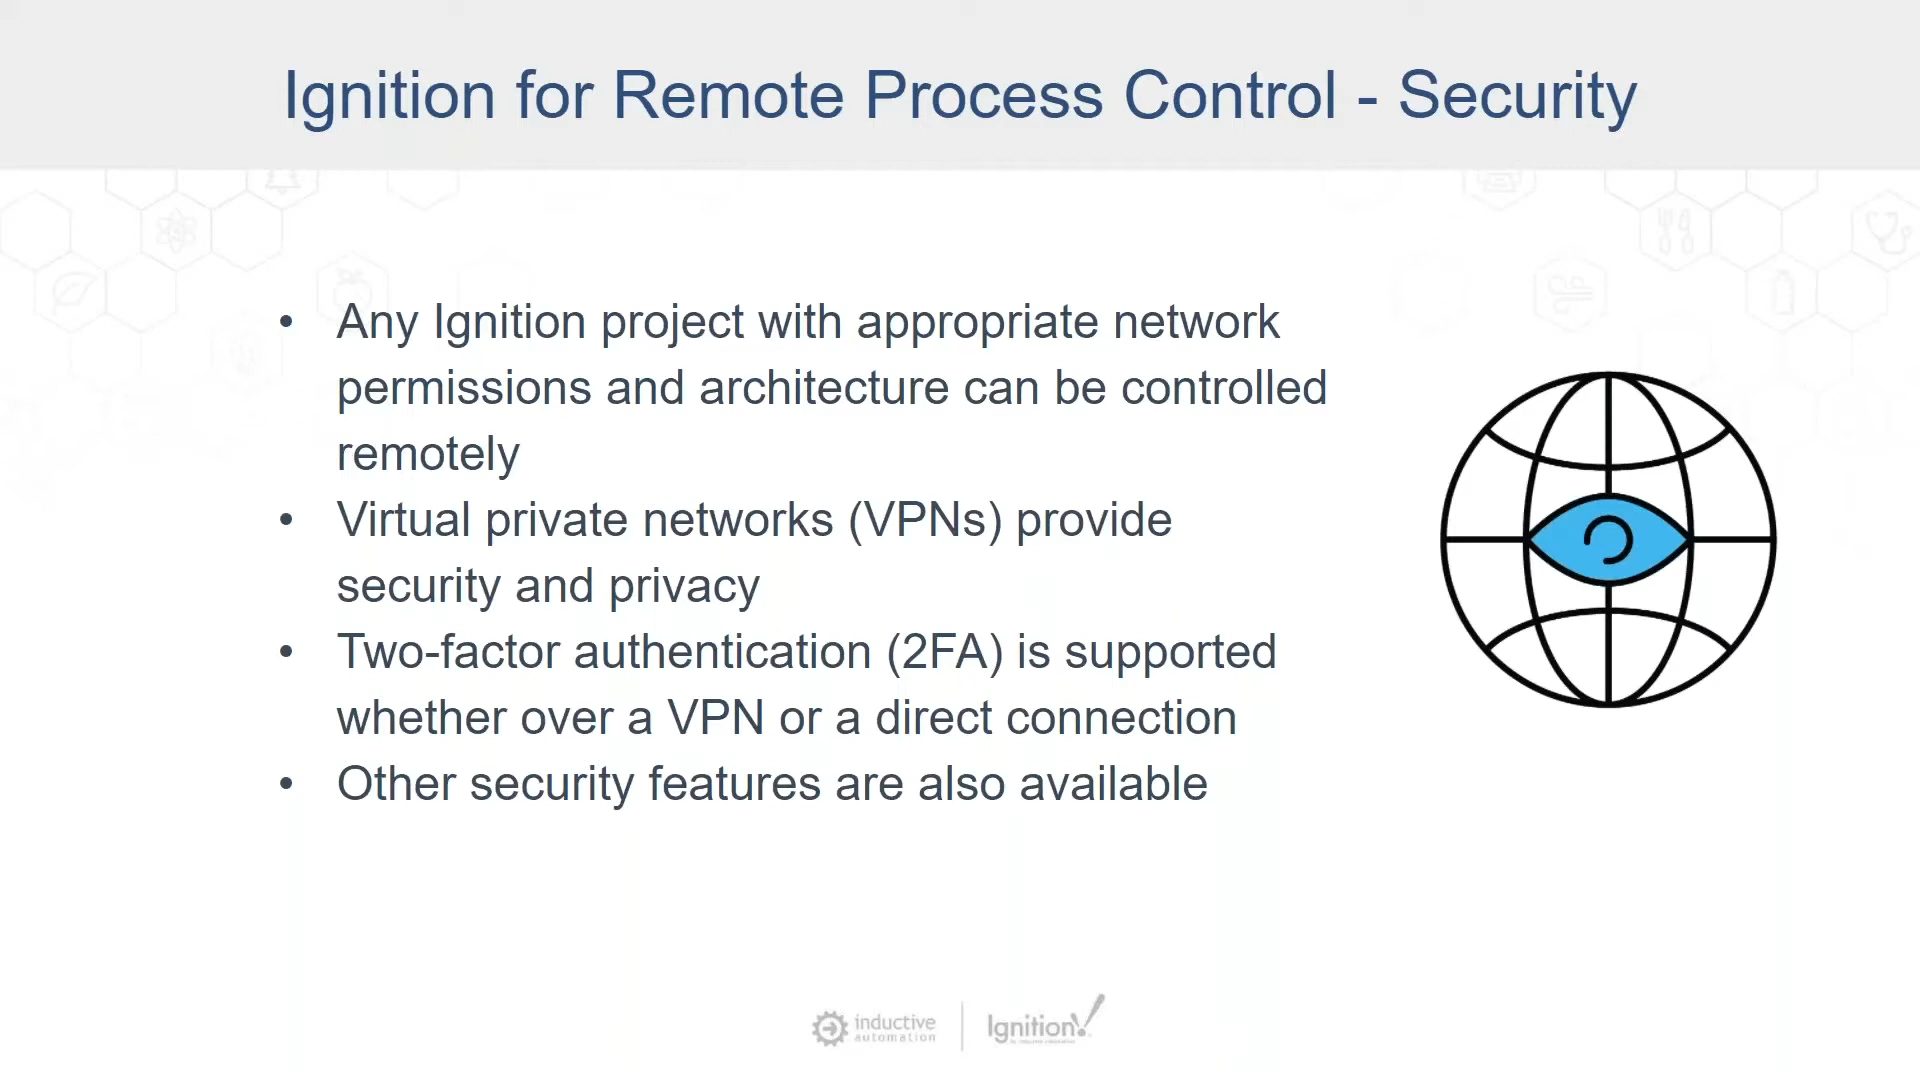 Ignition for Remote Process Control - Security
• Any Ignition project with appropriate network
permissions and architecture can be controlled
remotely
• Virtual private networks (VPNs) provide
security and privacy
• Two-factor authentication (2FA) is supported
whether over a VPN or a direct connection
• Other security features are also available
inductive
automation
Ignition!